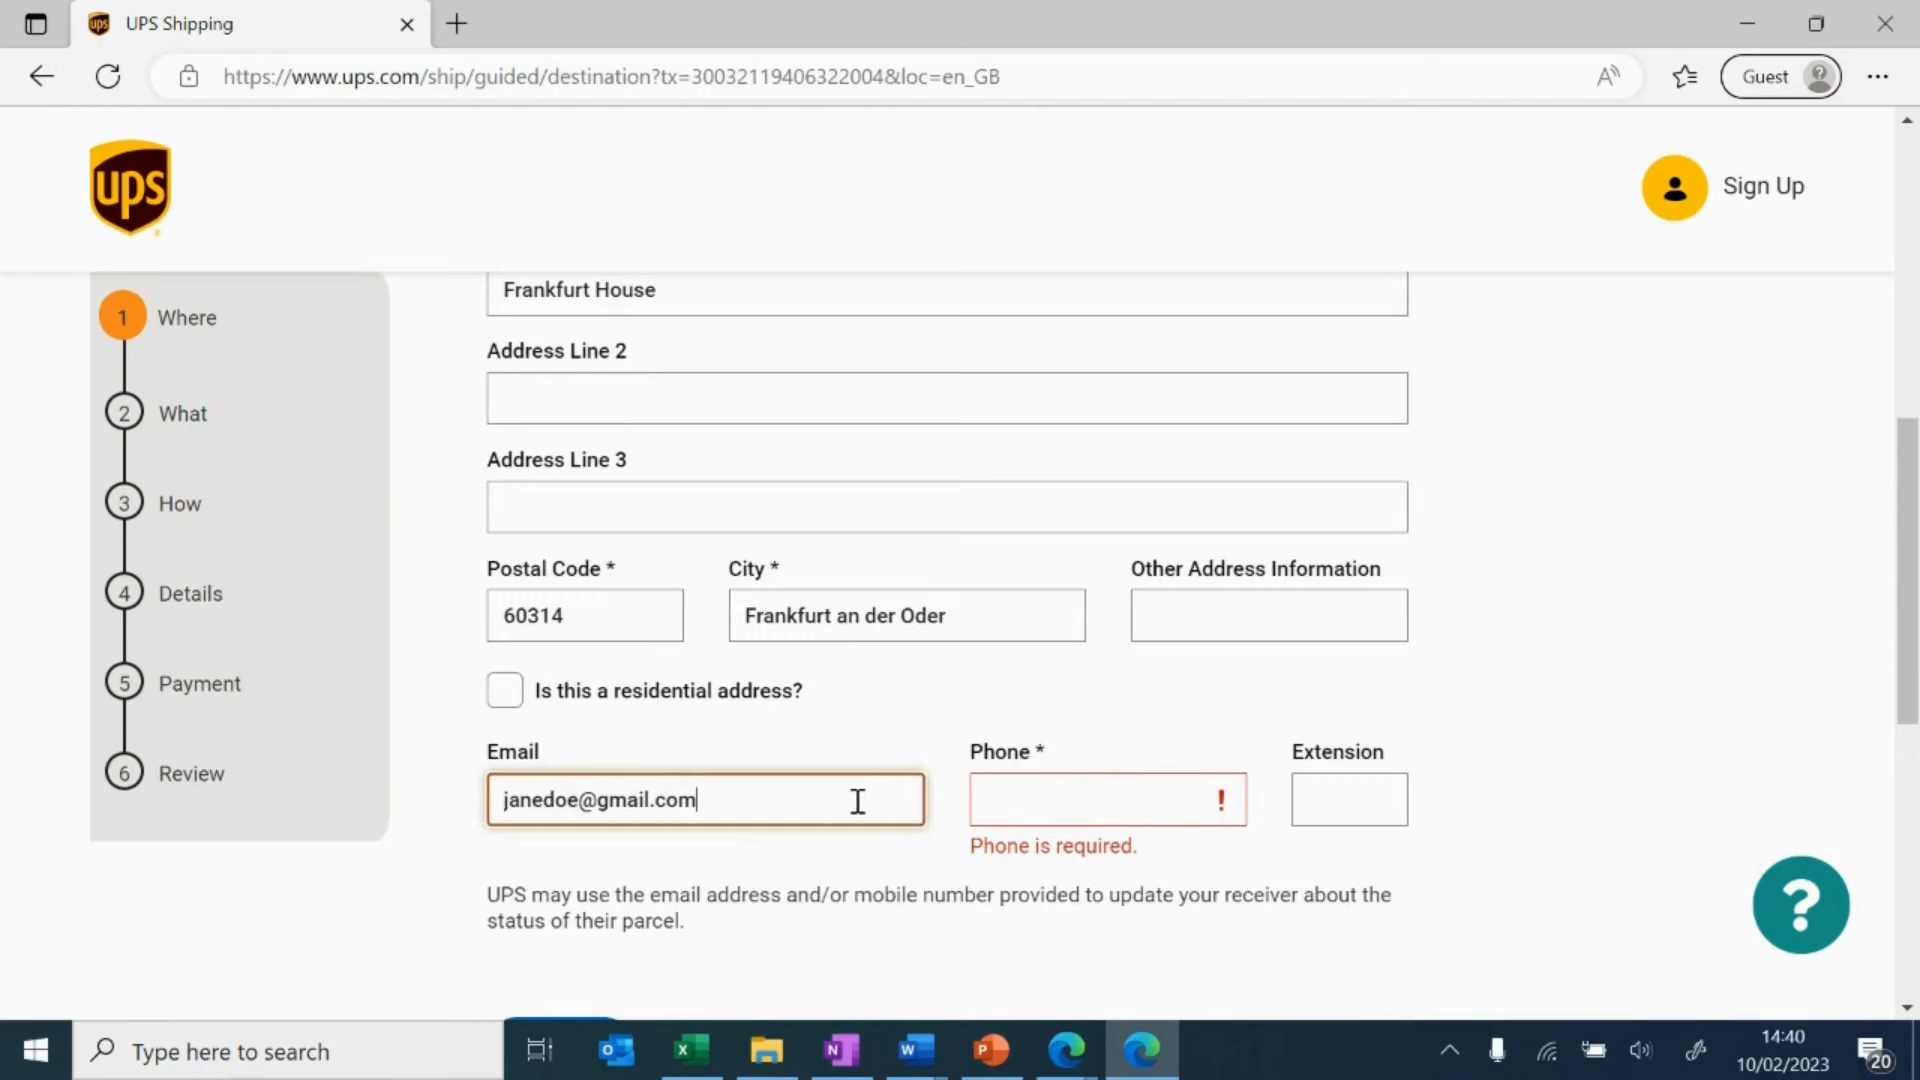 UPS Shipping
https://www.ups.com/ship/guided/destination?tx=30032119406322004&loc=en_GB
Guest
ups
Sign Up
1 Where
2 What
3 How
4 Details
5 Payment
6 Review
Frankfurt House
Address Line 2
Address Line 3
Postal Code * City * Other Address Information
60314 Frankfurt an der Oder
Is this a residential address?
Email Phone * Extension
janedoe@gmail.com !
Phone is required.
UPS may use the email address and/or mobile number provided to update your receiver about the
status of their parcel.
?
Type here to search
14:40
10/02/2023
20